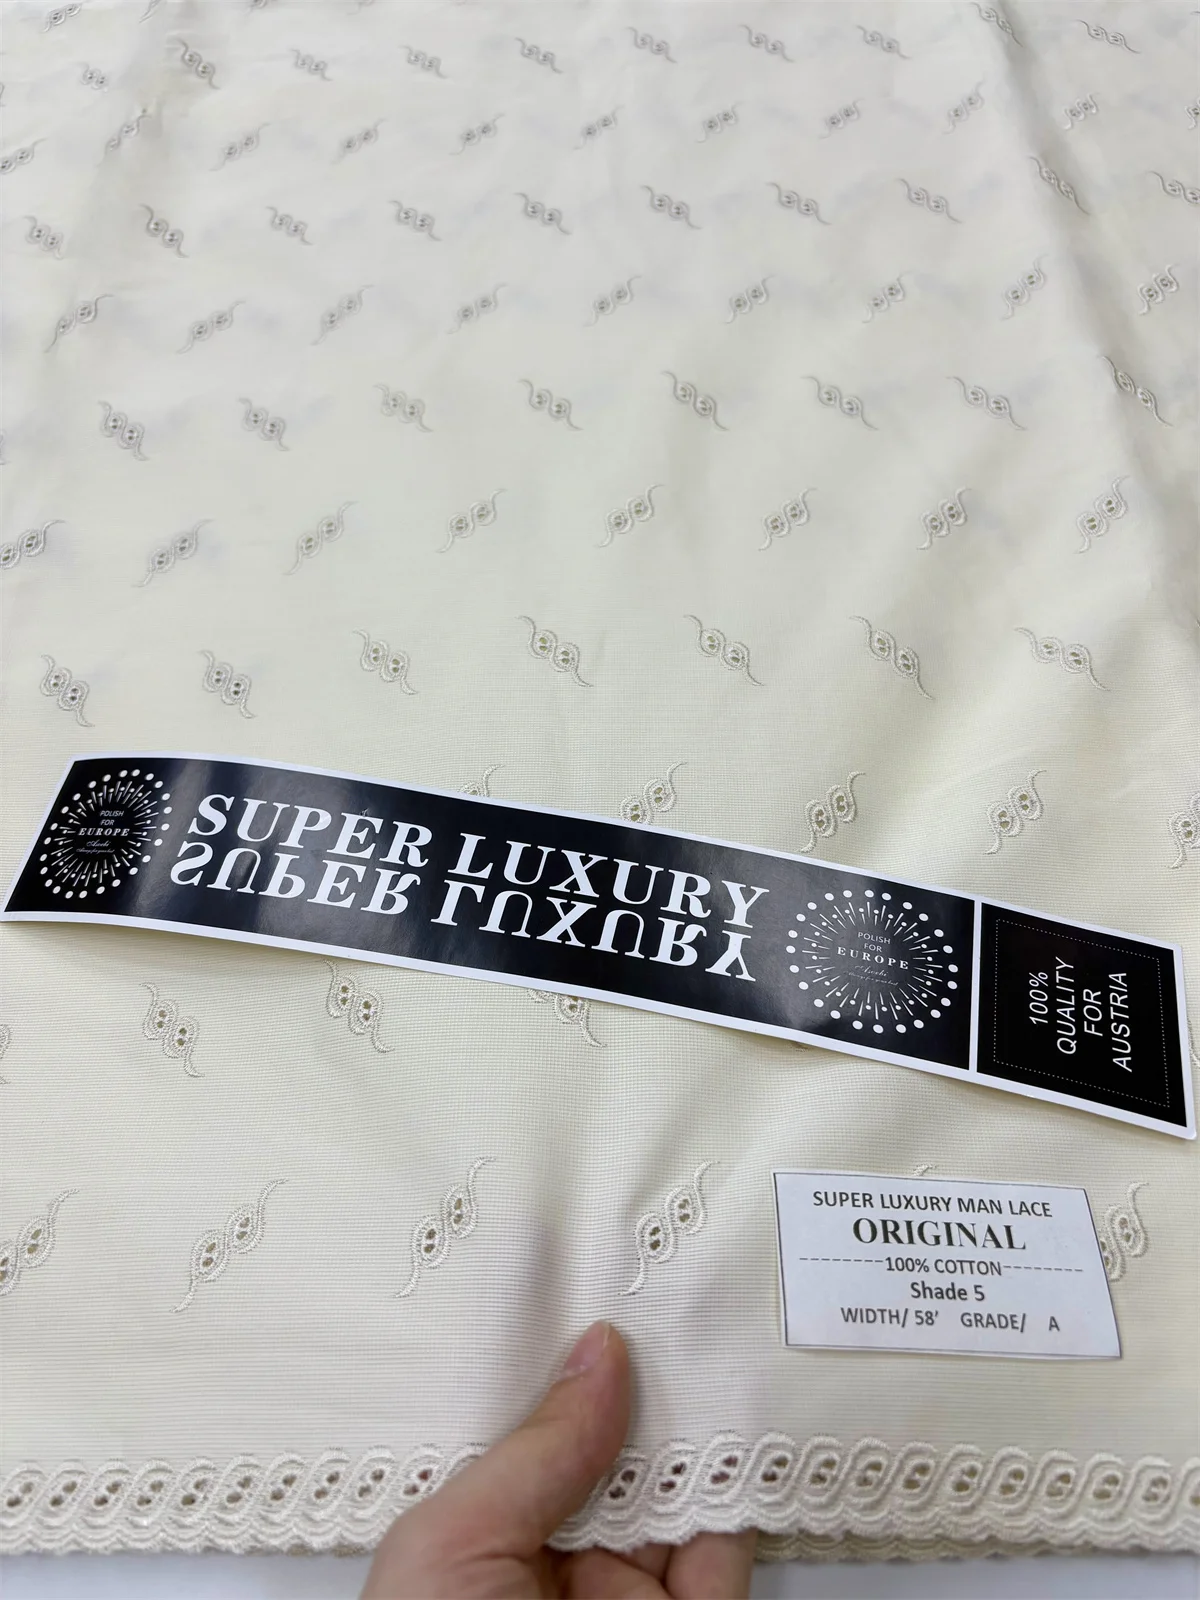 POLISH
FOR
EUROPE
SUPER LUXURY
SUPER LUXURY
POLISH
FOR
EUROPE
100%
QUALITY
FOR
AUSTRIA
SUPER LUXURY MAN LACE
ORIGINAL
--------100% COTTON--------
Shade 5
WIDTH/ 58' GRADE/ A